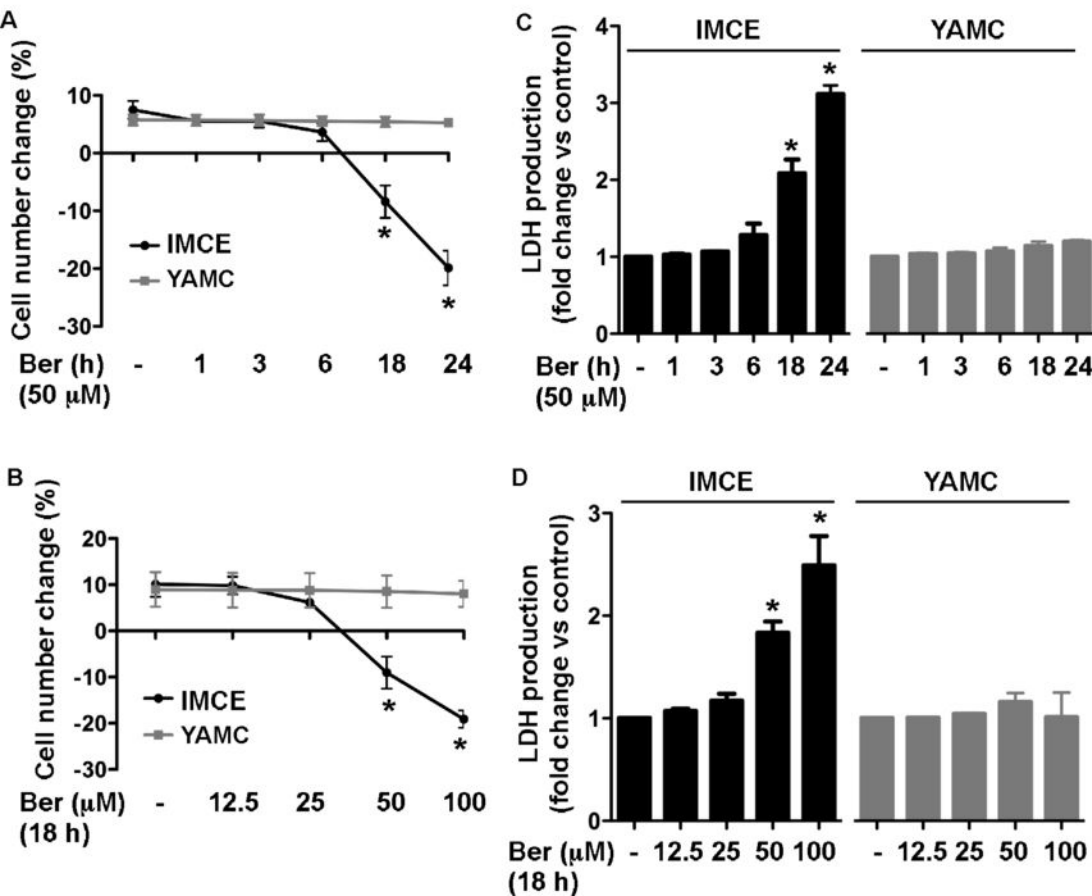 A
Cell number change (%)
10
0
-10
-20
-30
IMCE
YAMC
Ber (h) - 1 3 6 18 24
(50 μM)
*
*
C
IMCE YAMC
LDH production
(fold change vs control)
4
3
2
1
0
*
*
Ber (h) - 1 3 6 18 24 - 1 3 6 18 24
(50 μM)
B
Cell number change (%)
20
10
0
-10
-20
-30
IMCE
YAMC
*
*
Ber (μM) - 12.5 25 50 100
(18 h)
D
IMCE YAMC
LDH production
(fold change vs control)
3
2
1
0
*
*
Ber (μM) - 12.5 25 50 100 - 12.5 25 50 100
(18 h)